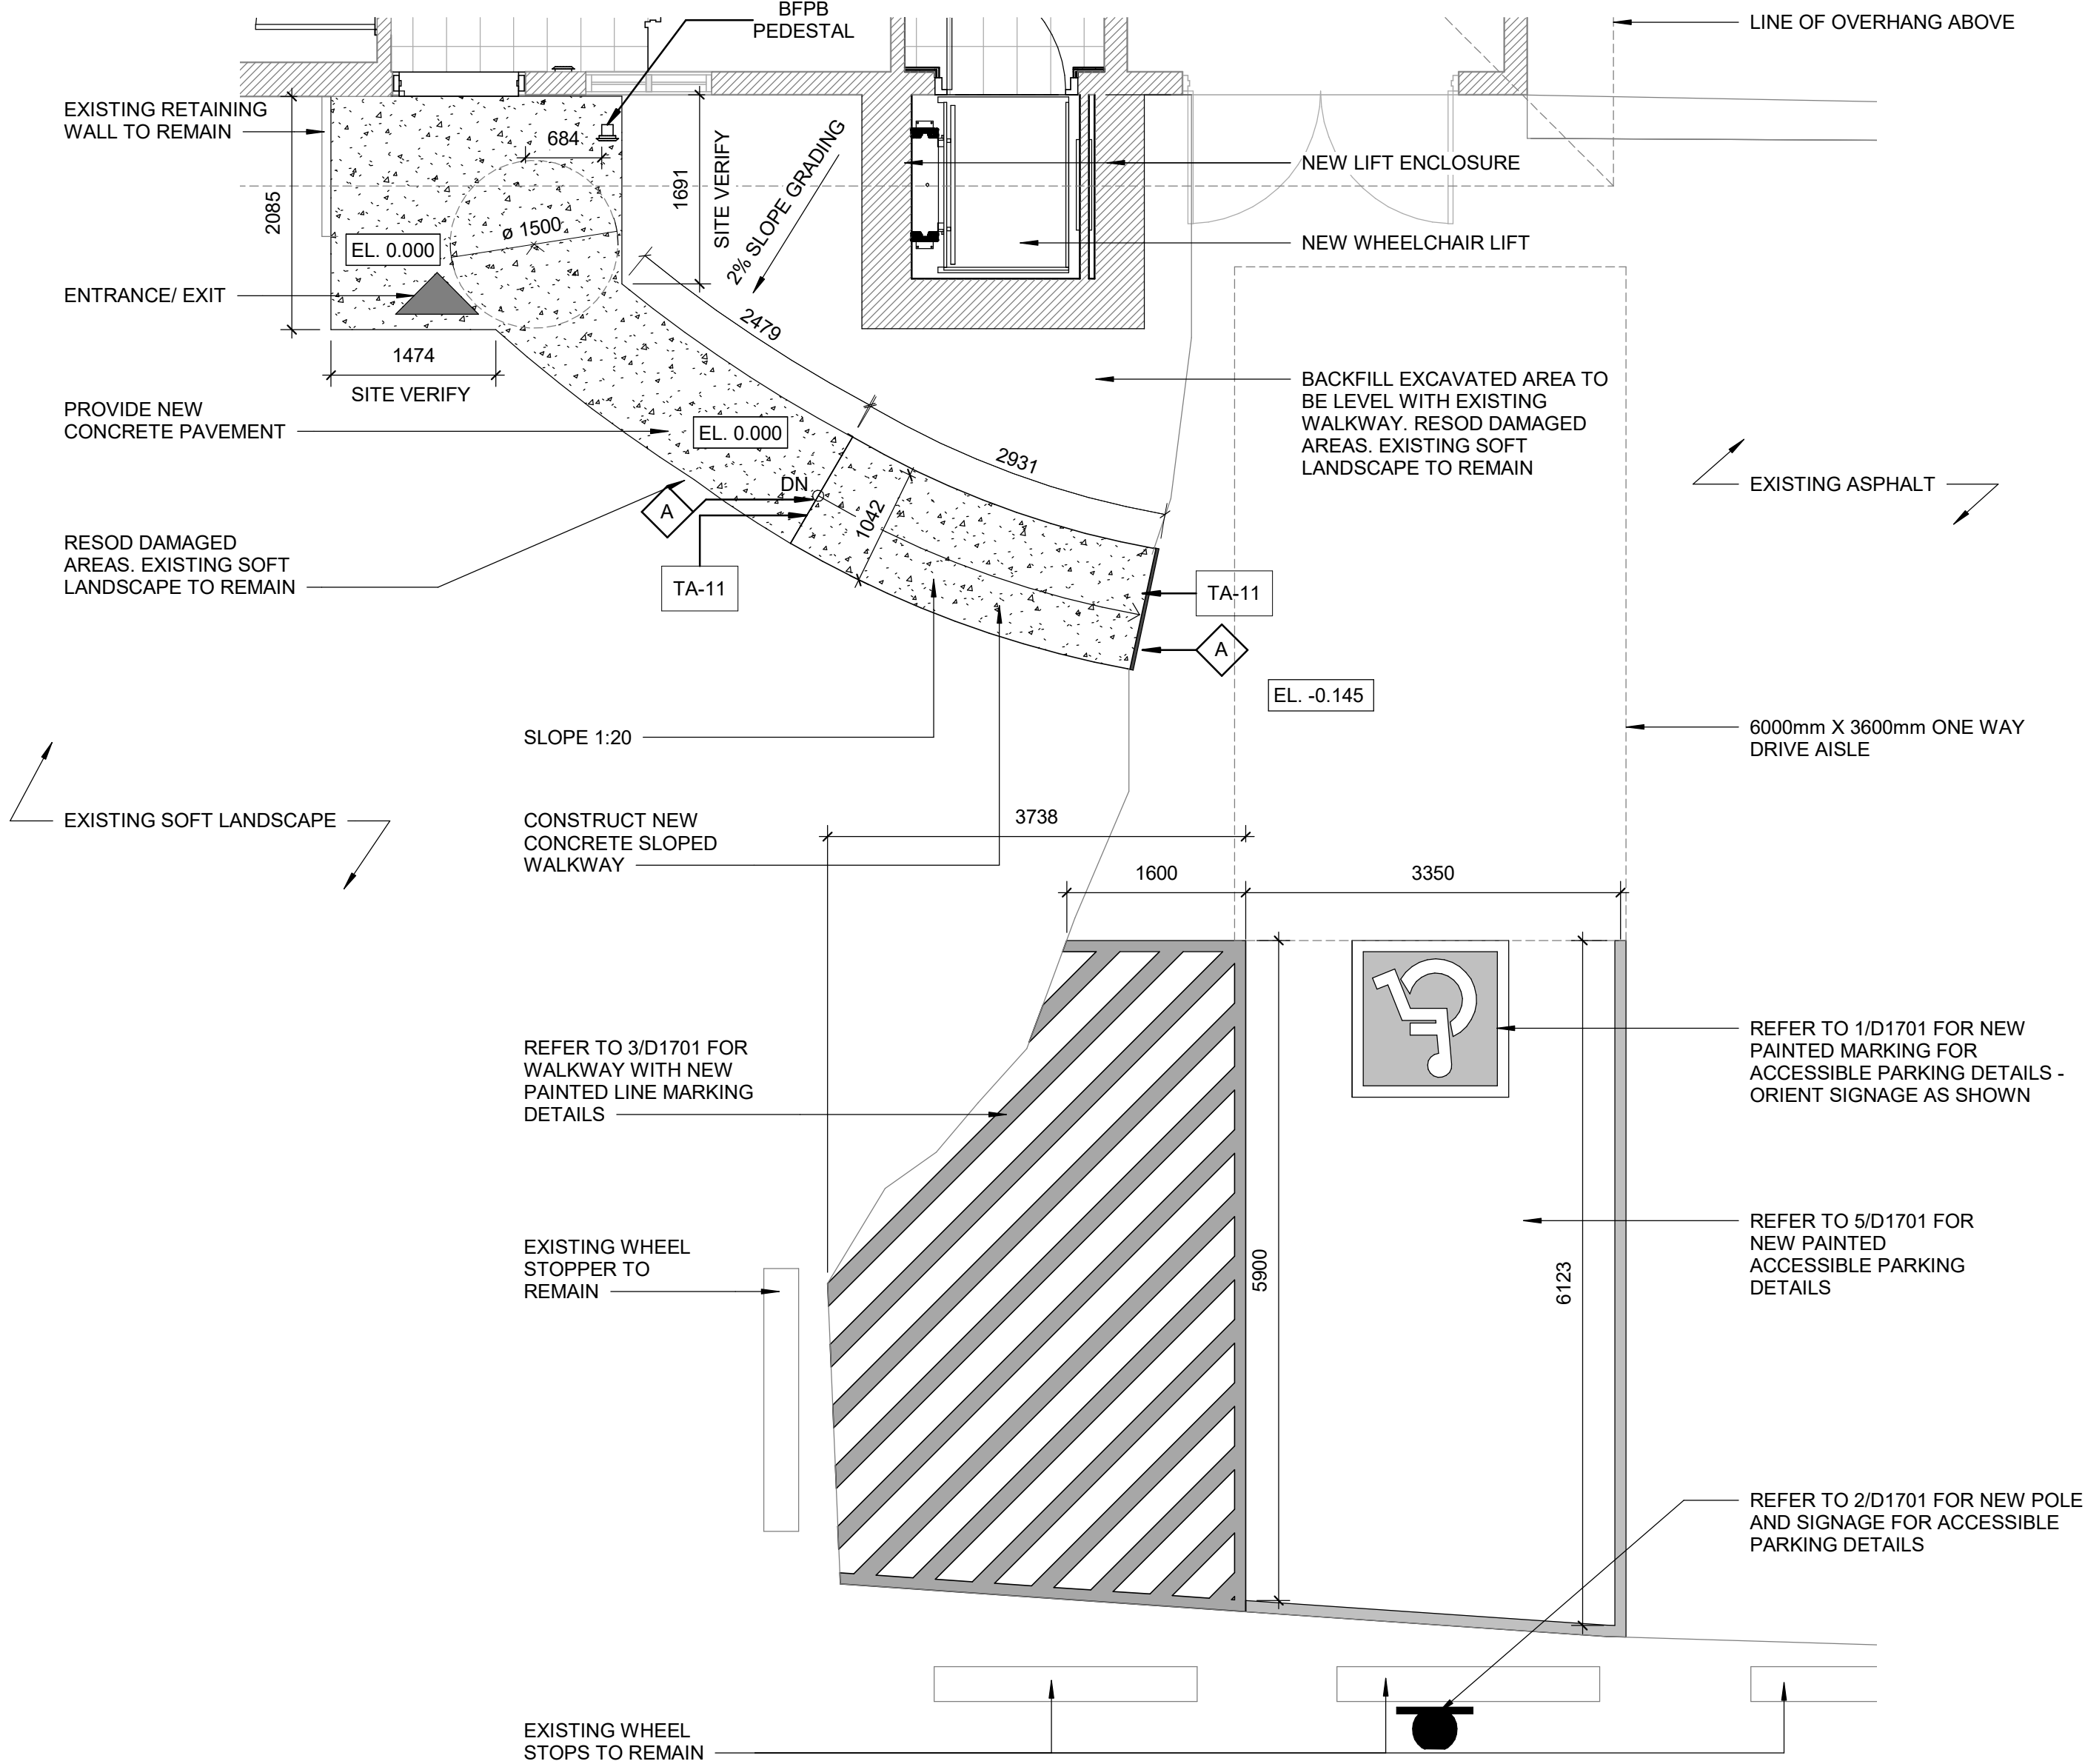 BFPB
PEDESTAL
LINE OF OVERHANG ABOVE
EXISTING RETAINING
WALL TO REMAIN
684
1691
SITE VERIFY
2% SLOPE GRADING
NEW LIFT ENCLOSURE
2085
ø 1500
EL. 0.000
NEW WHEELCHAIR LIFT
ENTRANCE/ EXIT
2479
1474
SITE VERIFY
BACKFILL EXCAVATED AREA TO
BE LEVEL WITH EXISTING
WALKWAY. RESOD DAMAGED
AREAS. EXISTING SOFT
LANDSCAPE TO REMAIN
PROVIDE NEW
CONCRETE PAVEMENT
EL. 0.000
2931
EXISTING ASPHALT
DN
A
1042
RESOD DAMAGED
AREAS. EXISTING SOFT
LANDSCAPE TO REMAIN
TA-11
TA-11
A
EL. -0.145
SLOPE 1:20
6000mm X 3600mm ONE WAY
DRIVE AISLE
EXISTING SOFT LANDSCAPE
CONSTRUCT NEW
CONCRETE SLOPED
WALKWAY
3738
1600
3350
REFER TO 3/D1701 FOR
WALKWAY WITH NEW
PAINTED LINE MARKING
DETAILS
REFER TO 1/D1701 FOR NEW
PAINTED MARKING FOR
ACCESSIBLE PARKING DETAILS -
ORIENT SIGNAGE AS SHOWN
REFER TO 5/D1701 FOR
NEW PAINTED
ACCESSIBLE PARKING
DETAILS
EXISTING WHEEL
STOPPER TO
REMAIN
5900
6123
REFER TO 2/D1701 FOR NEW POLE
AND SIGNAGE FOR ACCESSIBLE
PARKING DETAILS
EXISTING WHEEL
STOPS TO REMAIN